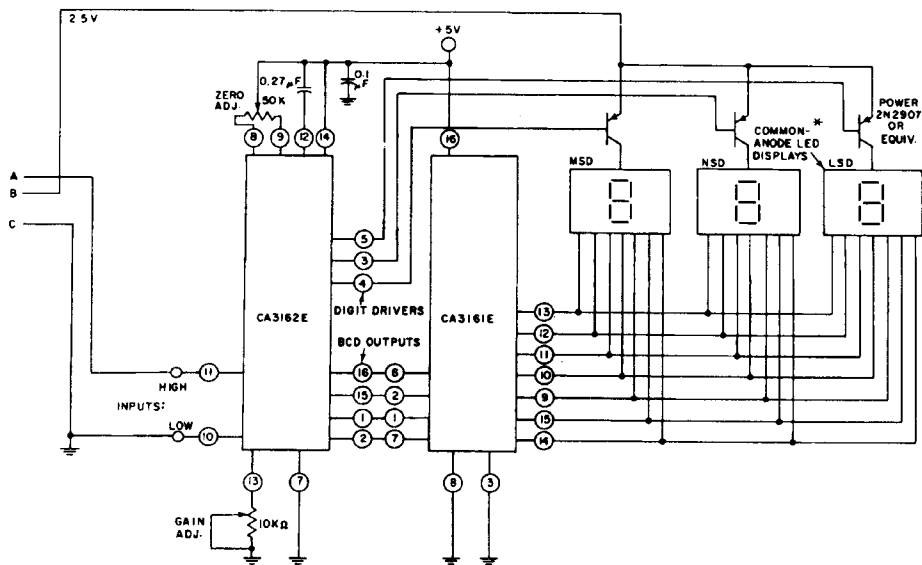 2.5V
+5V
0.27µF
0.1
µF
ZERO
ADJ.
50K
8
9
12
14
16
POWER
2N2907
OR
EQUIV.
*
COMMON-
ANODE LED
DISPLAYS
MSD
NSD
LSD
A
B
C
5
3
4
DIGIT DRIVERS
CA3162E
CA3161E
BCD OUTPUTS
13
12
11
10
9
15
14
11
HIGH
INPUTS:
LOW
10
16
6
15
2
1
1
2
7
13
7
8
3
GAIN
ADJ.
10KΩ